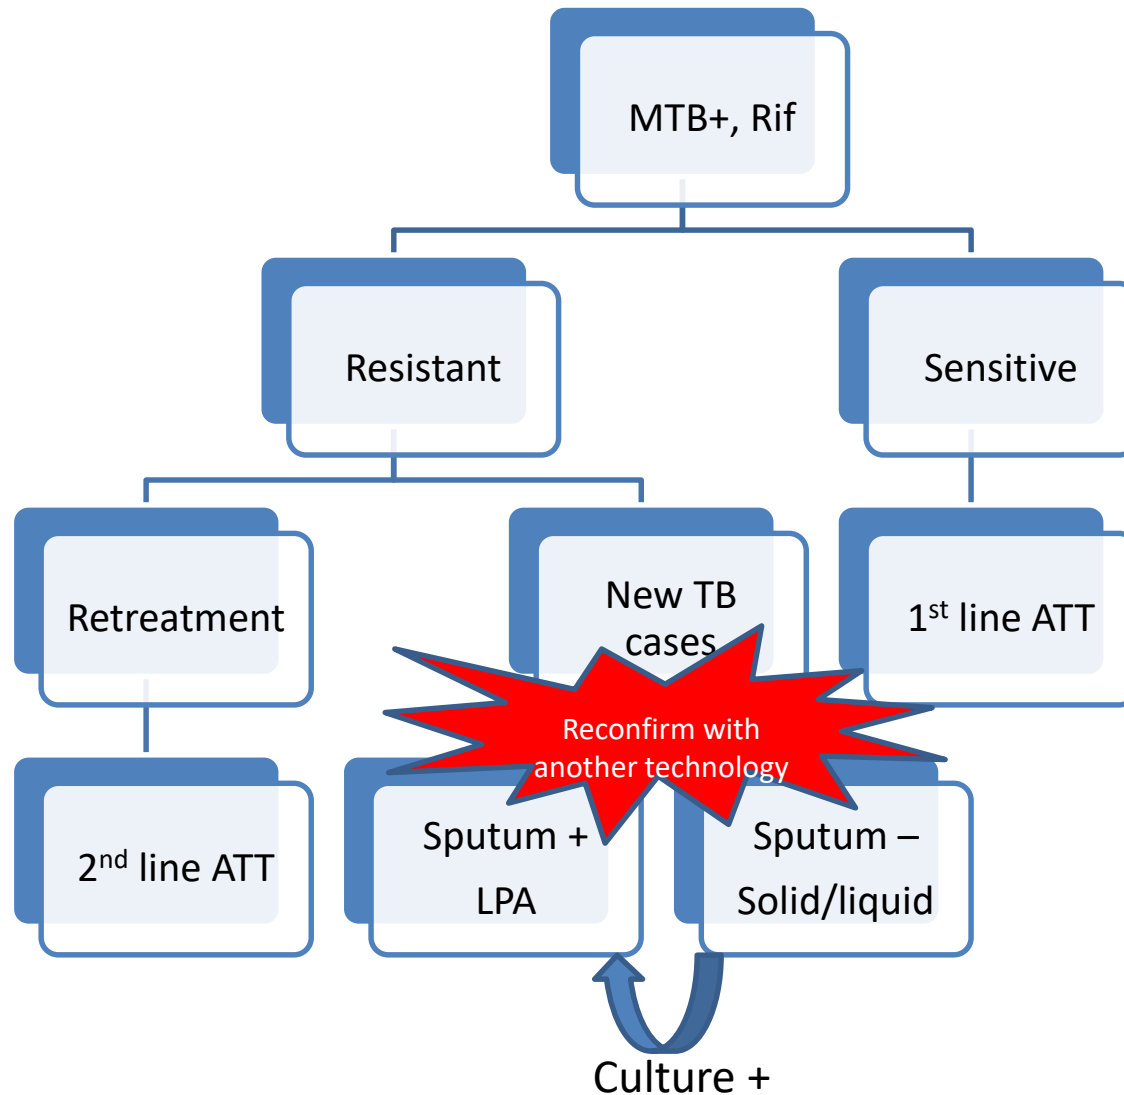 MTB+, Rif
Resistant
Sensitive
Retreatment
New TB
cases
1st line ATT
Reconfirm with
another technology
2nd line ATT
Sputum +
LPA
Sputum –
Solid/liquid
Culture +